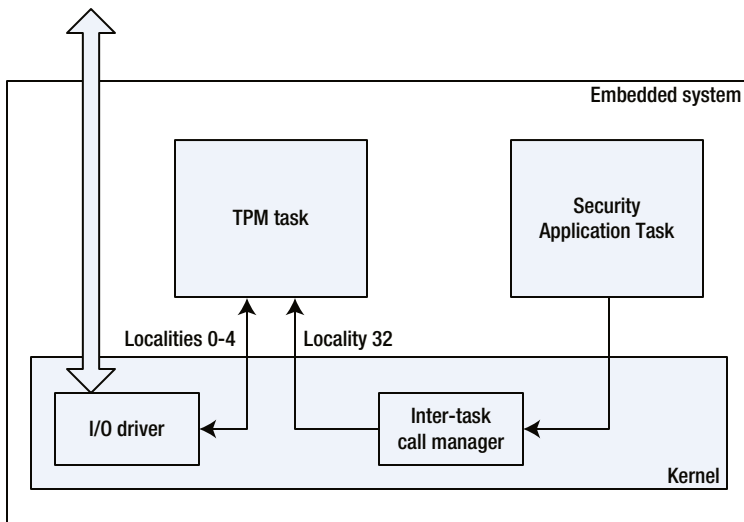 Embedded system
TPM task
Security
Application Task
Localities 0-4
Locality 32
I/O driver
Inter-task
call manager
Kernel